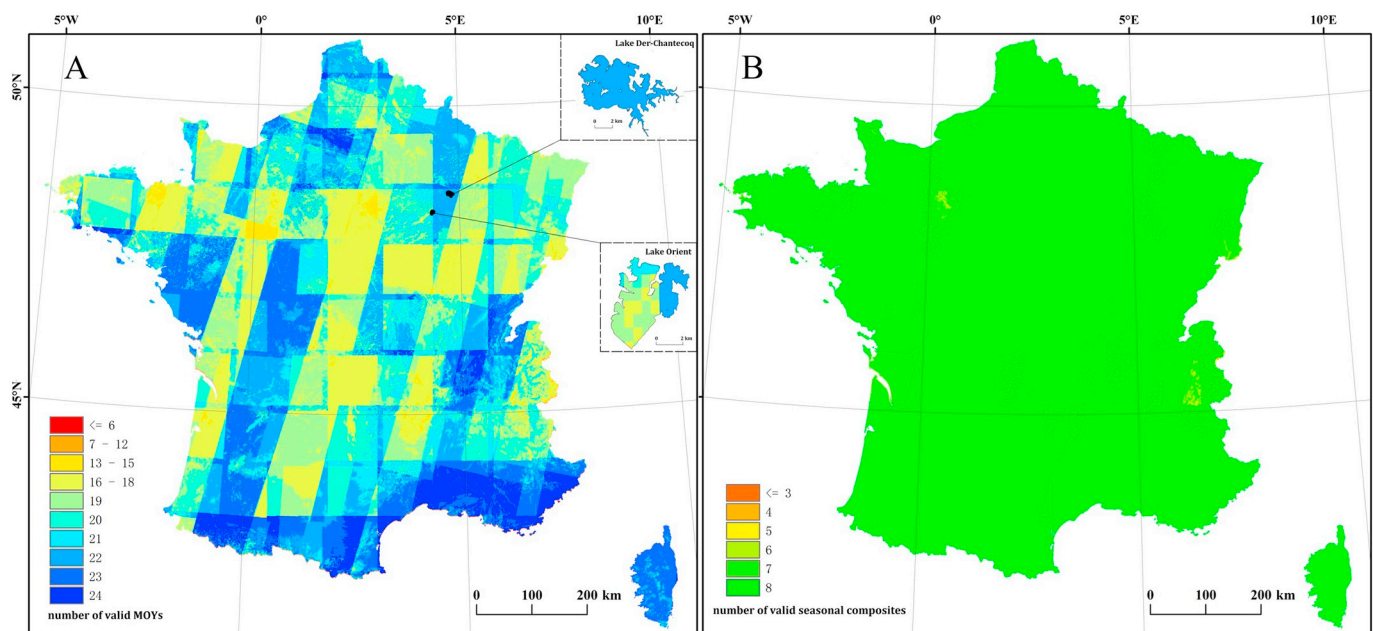 5°W 0° 5°E 10°E
A
50°N
45°N
Lake Der-Chantecoq
0 2 km
Lake Orient
0 2 km
<= 6
7 - 12
13 - 15
16 - 18
19
20
21
22
23
24
number of valid MOYs
0 100 200 km
0° 5°E 10°E
B
<= 3
4
5
6
7
8
number of valid seasonal composites
0 100 200 km